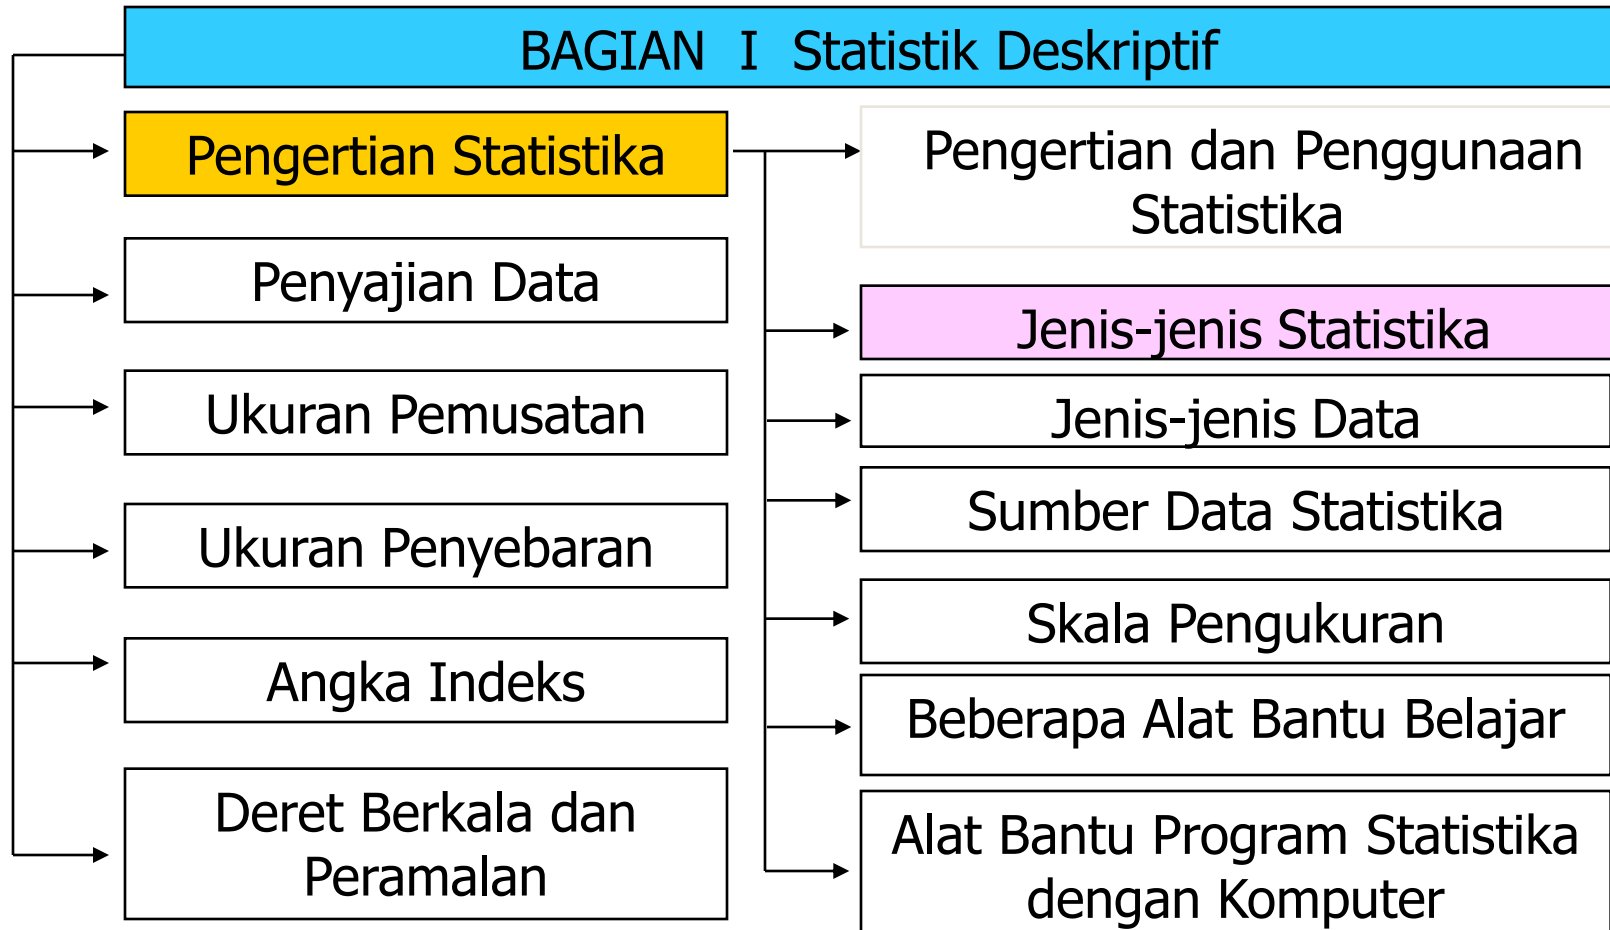 BAGIAN I Statistik Deskriptif
Pengertian Statistika
Penyajian Data
Ukuran Pemusatan
Ukuran Penyebaran
Angka Indeks
Deret Berkala dan
Peramalan
Pengertian dan Penggunaan
Statistika
Jenis-jenis Statistika
Jenis-jenis Data
Sumber Data Statistika
Skala Pengukuran
Beberapa Alat Bantu Belajar
Alat Bantu Program Statistika
dengan Komputer